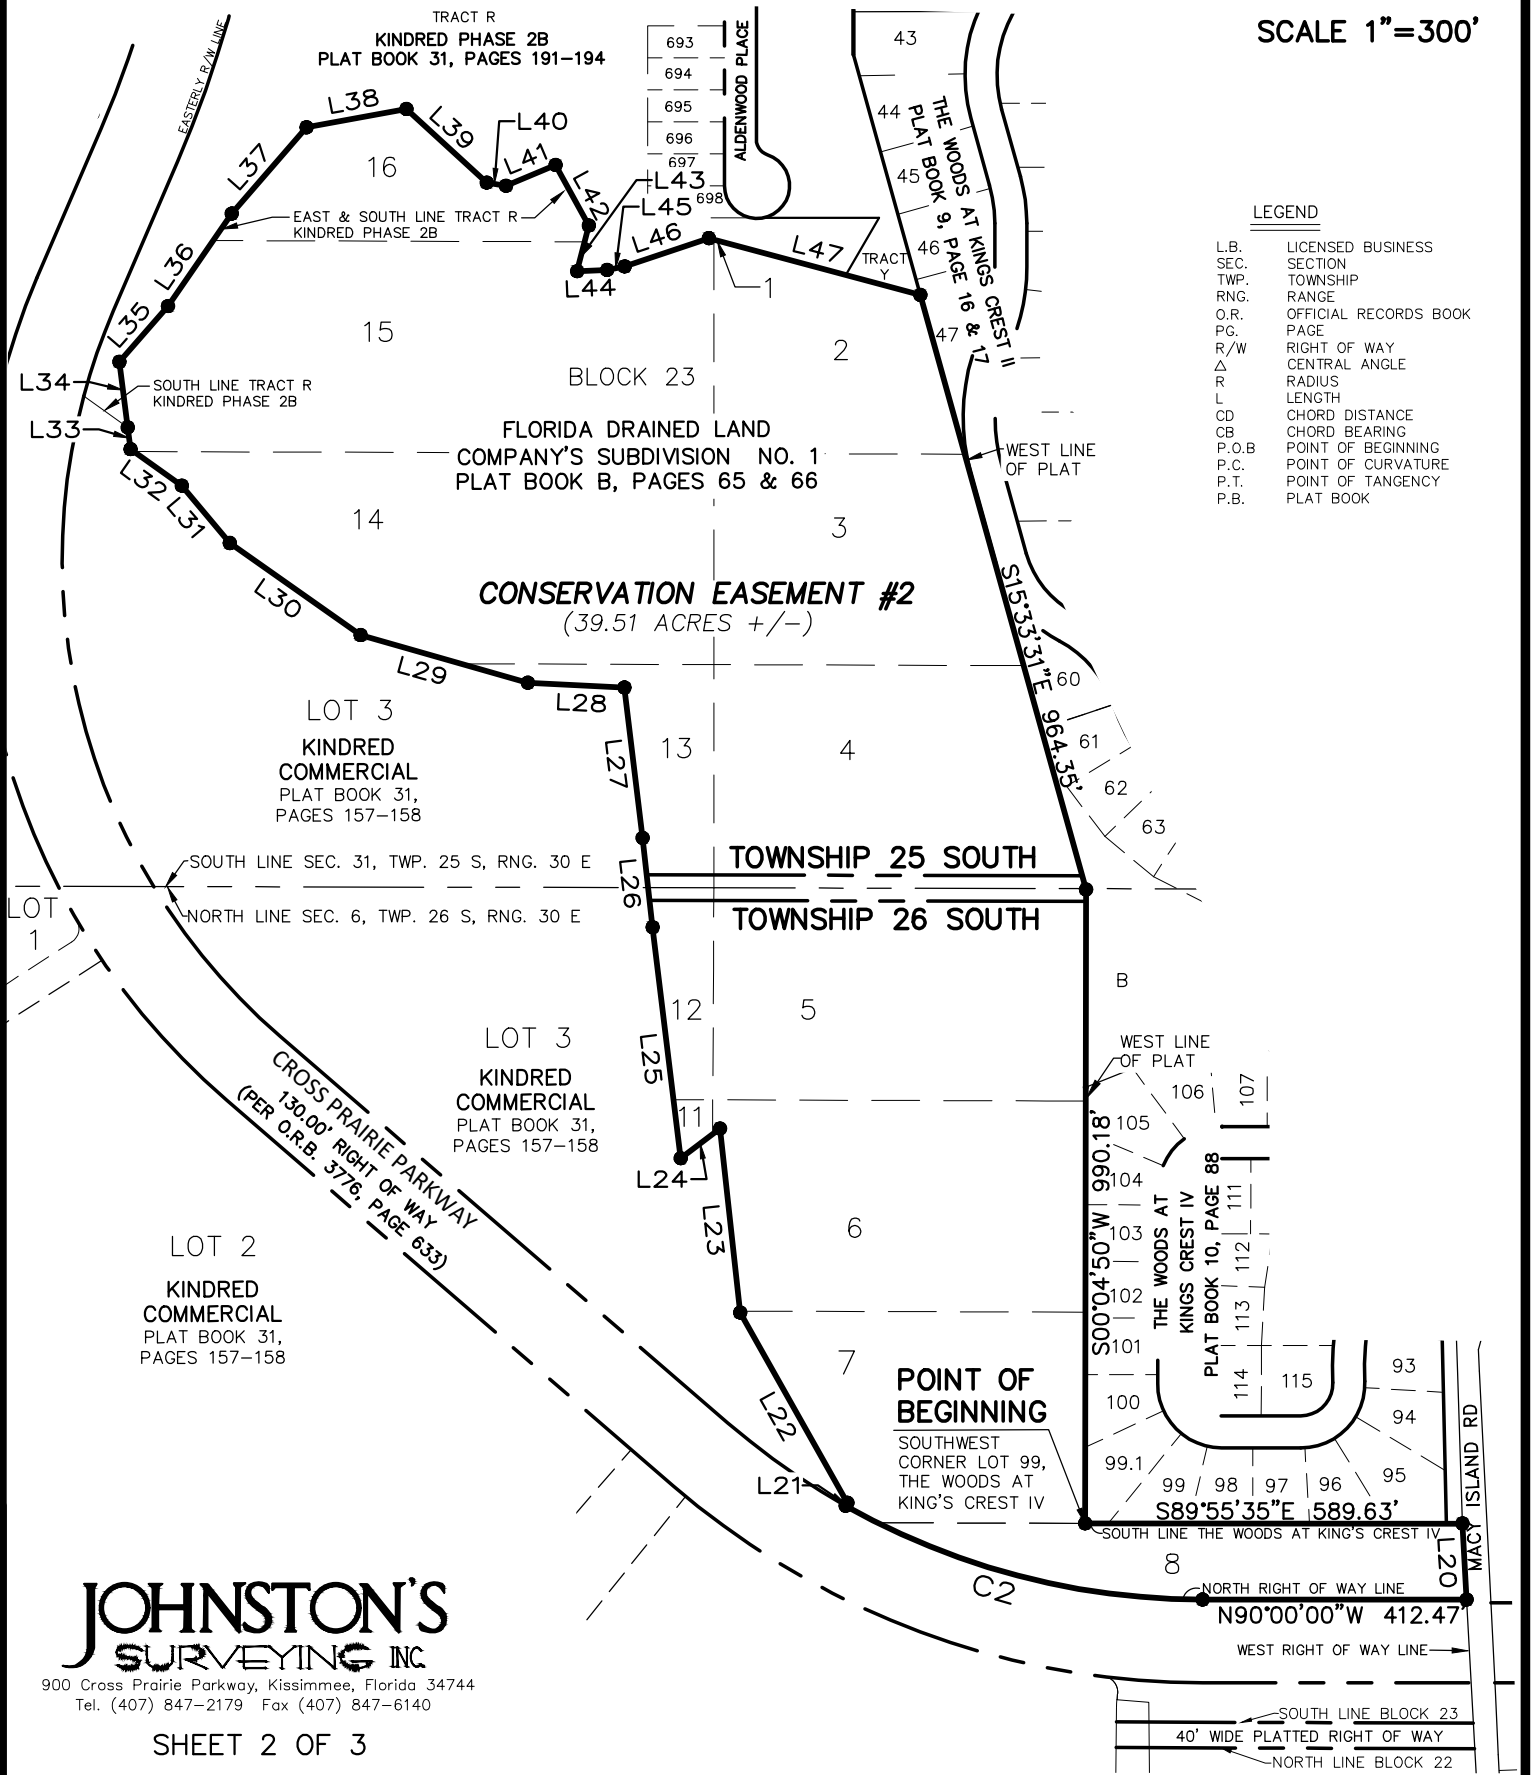 TRACT R
KINDRED PHASE 2B
PLAT BOOK 31, PAGES 191-194
SCALE 1"=300'
EASTERLY R/W LINE
ALDENWOOD PLACE
693
694
695
696
697
698
43
44
45
46
47
THE WOODS AT KINGS CREST II
PLAT BOOK 9, PAGE 16 & 17
L38
L39
L40
L41
L42
L43
L45
L46
L44
L47
L37
L36
L35
L34
L33
L32
L31
L30
L29
L28
L27
L26
L25
L24
L23
L22
L21
16
EAST & SOUTH LINE TRACT R
KINDRED PHASE 2B
TRACT
Y
1
LEGEND
L.B. LICENSED BUSINESS
SEC. SECTION
TWP. TOWNSHIP
RNG. RANGE
O.R. OFFICIAL RECORDS BOOK
PG. PAGE
R/W RIGHT OF WAY
△ CENTRAL ANGLE
R RADIUS
L LENGTH
CD CHORD DISTANCE
CB CHORD BEARING
P.O.B POINT OF BEGINNING
P.C. POINT OF CURVATURE
P.T. POINT OF TANGENCY
P.B. PLAT BOOK
15
2
SOUTH LINE TRACT R
KINDRED PHASE 2B
BLOCK 23
FLORIDA DRAINED LAND
COMPANY'S SUBDIVISION NO. 1
PLAT BOOK B, PAGES 65 & 66
WEST LINE
OF PLAT
14
3
CONSERVATION EASEMENT #2
(39.51 ACRES +/-)
S15°33'31"E 964.35'
60
61
62
63
LOT 3
KINDRED
COMMERCIAL
PLAT BOOK 31,
PAGES 157-158
13
4
SOUTH LINE SEC. 31, TWP. 25 S, RNG. 30 E
TOWNSHIP 25 SOUTH
NORTH LINE SEC. 6, TWP. 26 S, RNG. 30 E
TOWNSHIP 26 SOUTH
LOT
1
B
12
5
LOT 3
KINDRED
COMMERCIAL
PLAT BOOK 31,
PAGES 157-158
CROSS PRAIRIE PARKWAY
130.00' RIGHT OF WAY
(PER O.R.B. 3776, PAGE 633)
WEST LINE
OF PLAT
11
6
7
S00°04'50"W 990.18'
105
106
107
104
103
102
101
100
99.1
99
98
97
96
95
94
93
111
112
113
114
115
THE WOODS AT
KINGS CREST IV
PLAT BOOK 10, PAGE 88
LOT 2
KINDRED
COMMERCIAL
PLAT BOOK 31,
PAGES 157-158
POINT OF
BEGINNING
SOUTHWEST
CORNER LOT 99,
THE WOODS AT
KING'S CREST IV
MACY ISLAND RD
S89°55'35"E 589.63'
SOUTH LINE THE WOODS AT KING'S CREST IV
L20
8
C2
NORTH RIGHT OF WAY LINE
N90°00'00"W 412.47'
WEST RIGHT OF WAY LINE
SOUTH LINE BLOCK 23
40' WIDE PLATTED RIGHT OF WAY
NORTH LINE BLOCK 22
JOHNSTON'S
SURVEYING INC.
900 Cross Prairie Parkway, Kissimmee, Florida 34744
Tel. (407) 847-2179 Fax (407) 847-6140
SHEET 2 OF 3